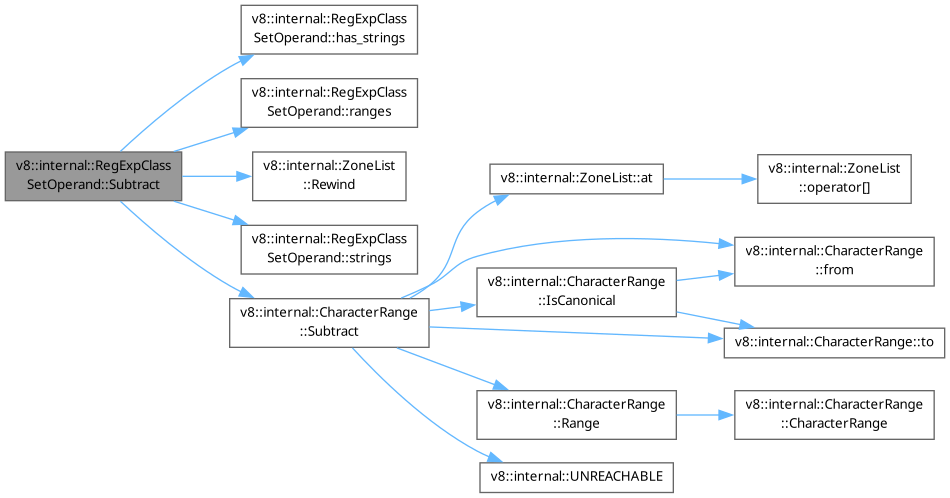 v8::internal::RegExpClass
SetOperand::Subtract
v8::internal::RegExpClass
SetOperand::has_strings
v8::internal::RegExpClass
SetOperand::ranges
v8::internal::ZoneList
::Rewind
v8::internal::RegExpClass
SetOperand::strings
v8::internal::CharacterRange
::Subtract
v8::internal::ZoneList::at
v8::internal::ZoneList
::operator[]
v8::internal::CharacterRange
::from
v8::internal::CharacterRange
::IsCanonical
v8::internal::CharacterRange::to
v8::internal::CharacterRange
::Range
v8::internal::CharacterRange
::CharacterRange
v8::internal::UNREACHABLE